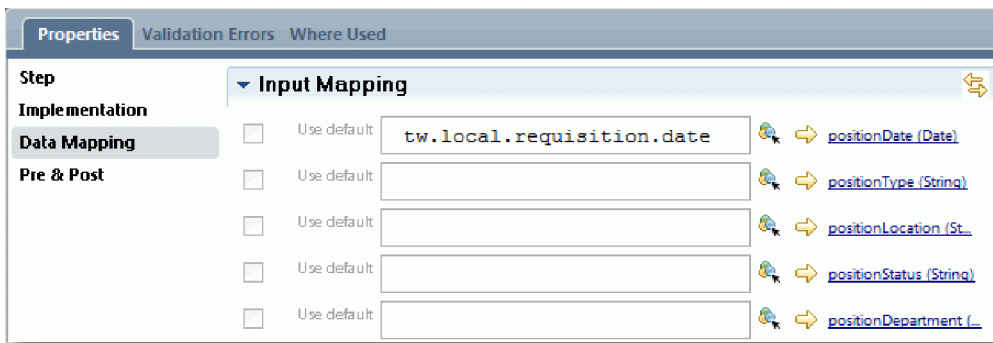 Properties Validation Errors Where Used
Step
Implementation
Data Mapping
Pre & Post
Input Mapping
Use default tw.local.requisition.date positionDate (Date)
Use default positionType (String)
Use default positionLocation (St...
Use default positionStatus (String)
Use default positionDepartment (...